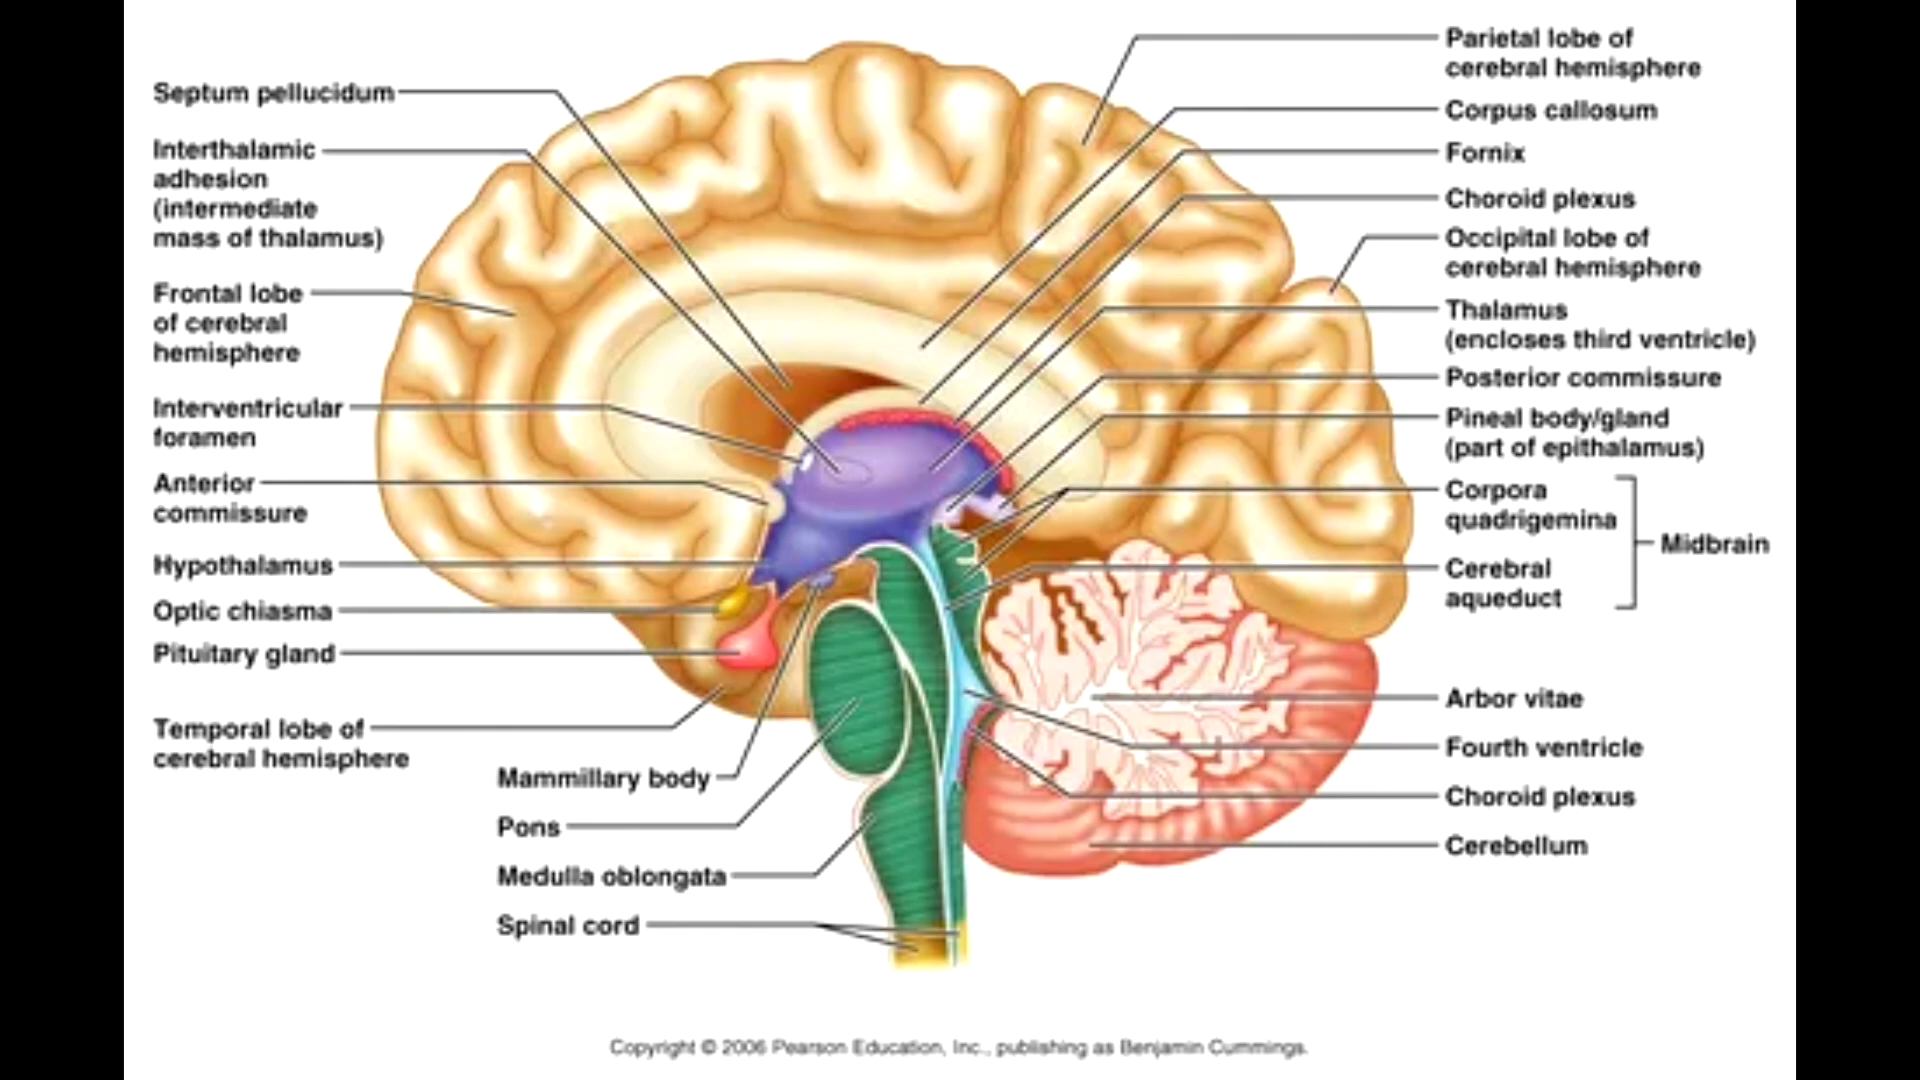 Septum pellucidum
Interthalamic
adhesion
(intermediate
mass of thalamus)
Frontal lobe
of cerebral
hemisphere
Interventricular
foramen
Anterior
commissure
Hypothalamus
Optic chiasma
Pituitary gland
Temporal lobe of
cerebral hemisphere
Mammillary body
Pons
Medulla oblongata
Spinal cord
Parietal lobe of
cerebral hemisphere
Corpus callosum
Fornix
Choroid plexus
Occipital lobe of
cerebral hemisphere
Thalamus
(encloses third ventricle)
Posterior commissure
Pineal body/gland
(part of epithalamus)
Corpora
quadrigemina
Midbrain
Cerebral
aqueduct
Arbor vitae
Fourth ventricle
Choroid plexus
Cerebellum
Copyright © 2006 Pearson Education, Inc., publishing as Benjamin Cummings.